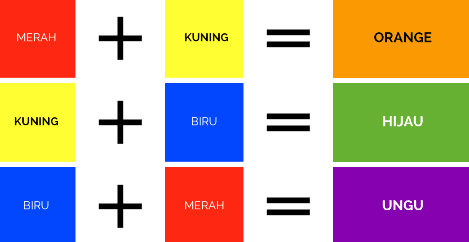 MERAH + KUNING = ORANGE
KUNING + BIRU = HIJAU
BIRU + MERAH = UNGU